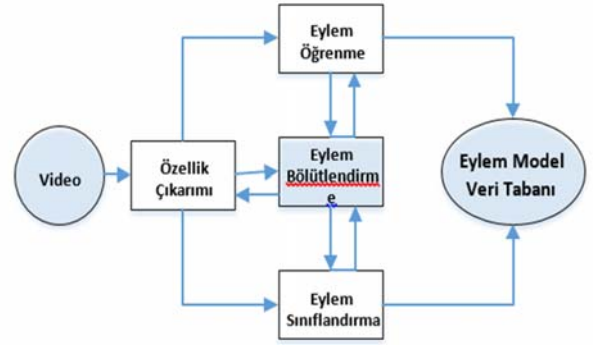 Eylem
Öğrenme
Video
Özellik
Çıkarımı
Eylem
Bölütlendirm
e
Eylem Model
Veri Tabanı
Eylem
Sınıflandırma